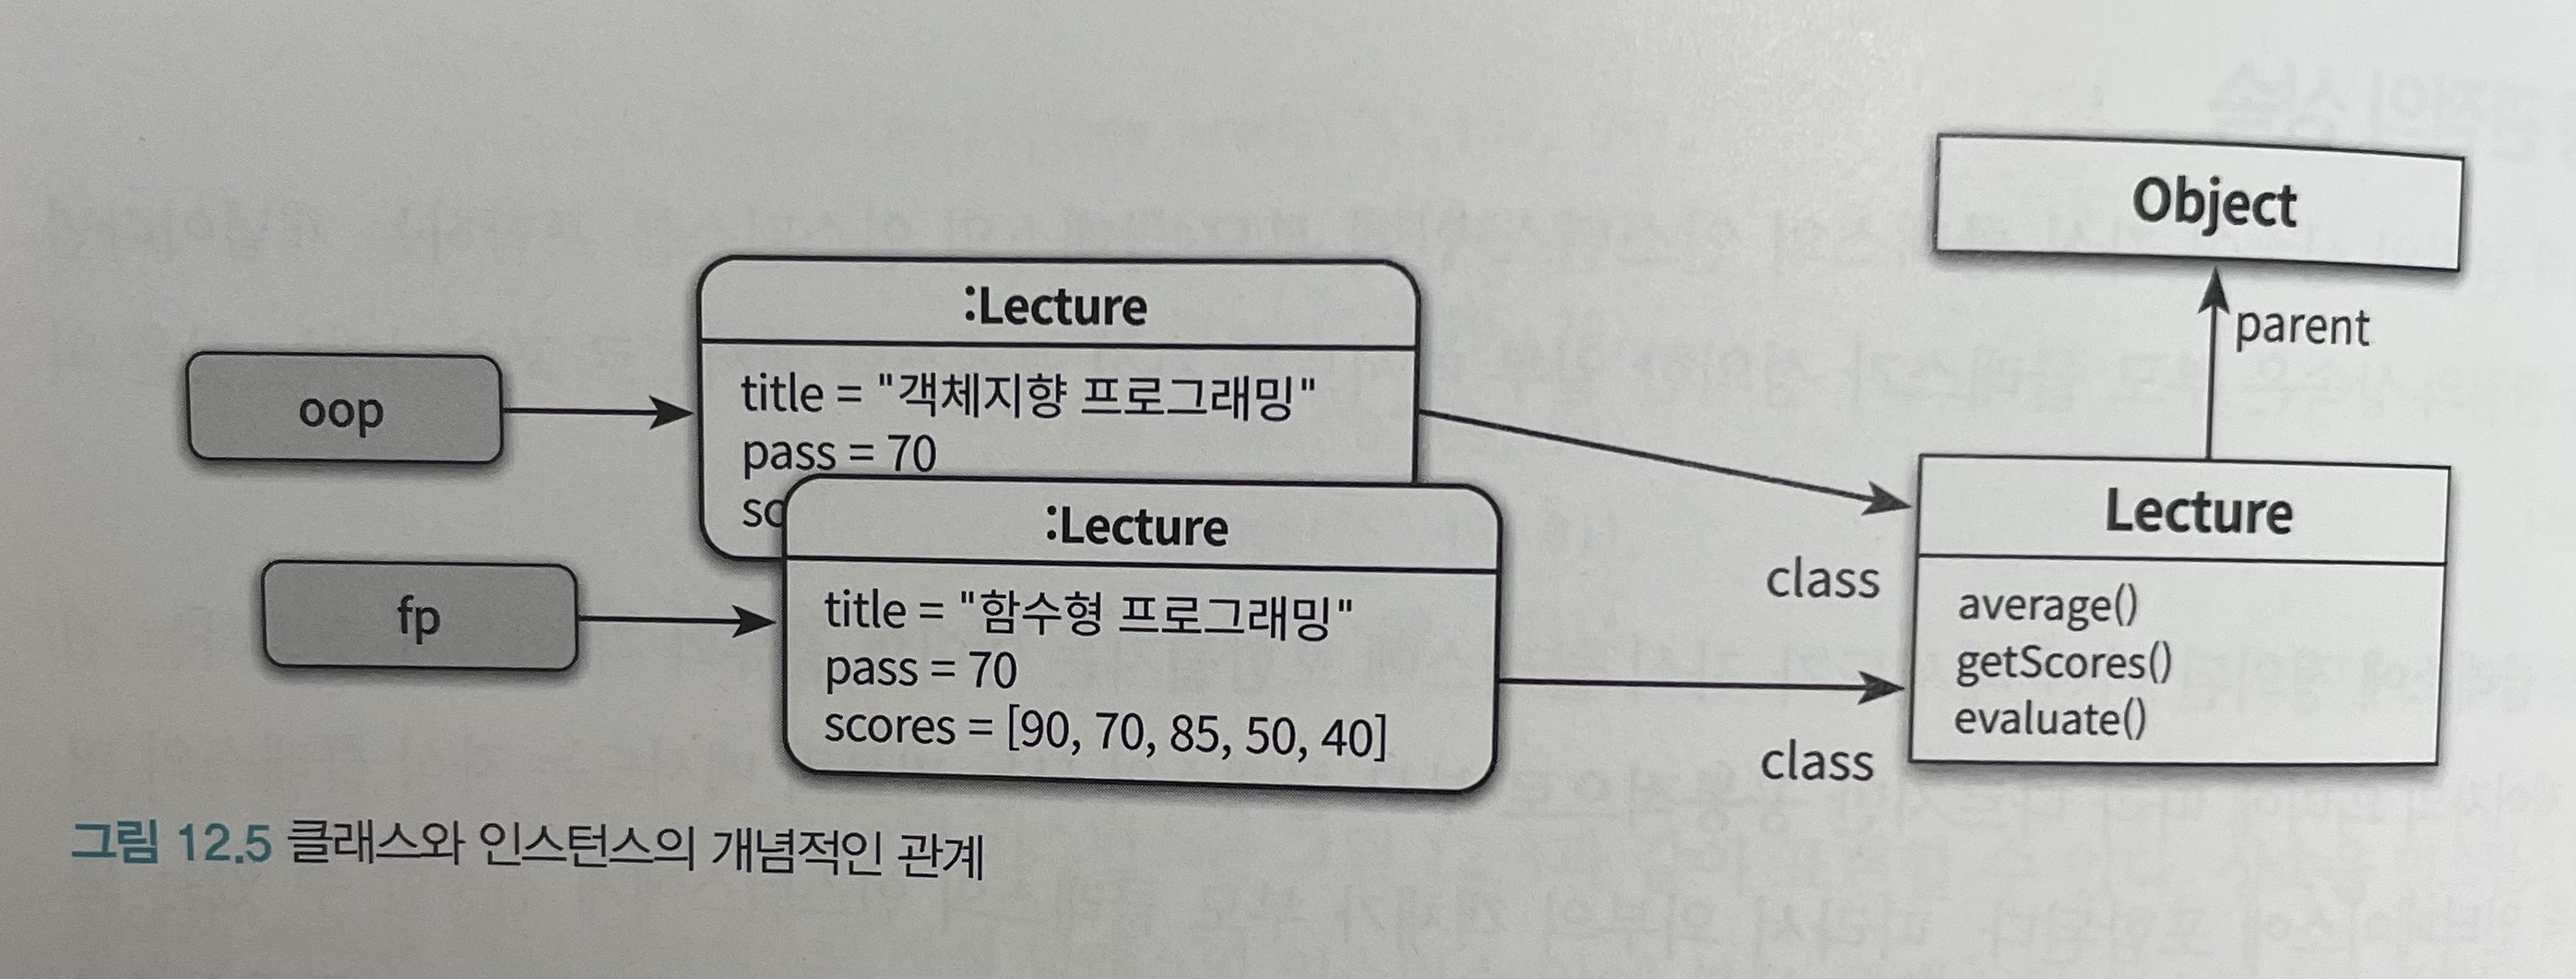 Object
parent
:Lecture
title = "객체지향 프로그래밍"
pass = 70
sc
oop
:Lecture
title = "함수형 프로그래밍"
pass = 70
scores = [90, 70, 85, 50, 40]
fp
class
class
Lecture
average()
getScores()
evaluate()
그림 12.5 클래스와 인스턴스의 개념적인 관계